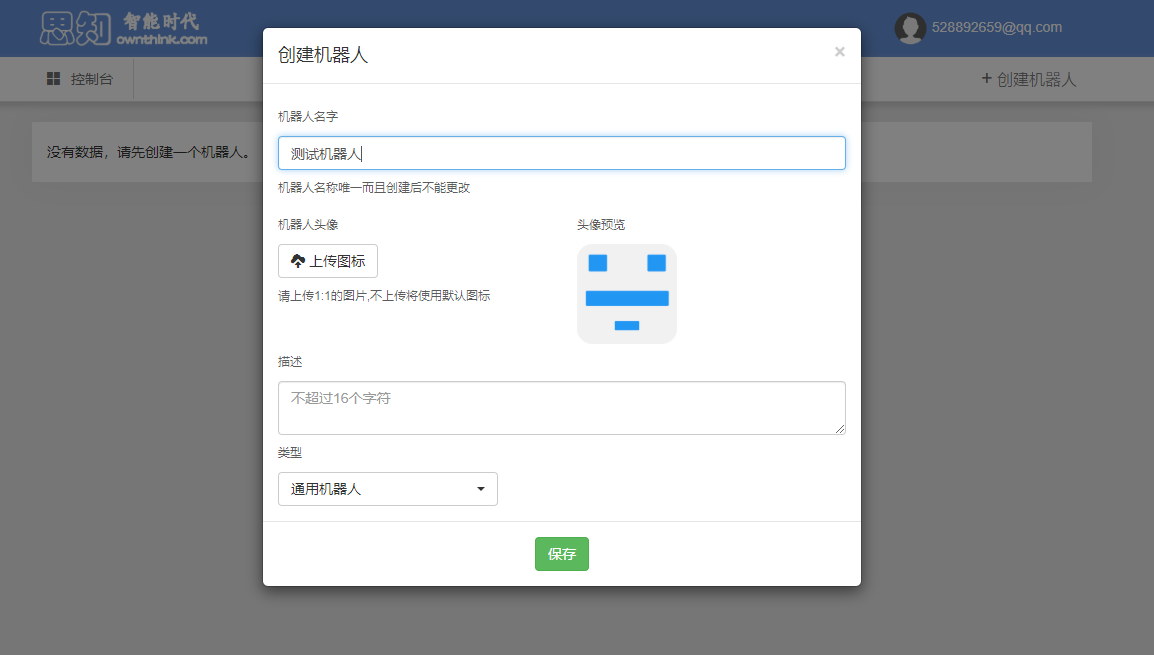 思知 智能时代
ownthink.com
528892659@qq.com
控制台
+ 创建机器人
没有数据，请先创建一个机器人。
创建机器人
×
机器人名字
测试机器人
机器人名称唯一而且创建后不能更改
机器人头像
头像预览
上传图标
请上传1:1的图片,不上传将使用默认图标
描述
不超过16个字符
类型
通用机器人
保存